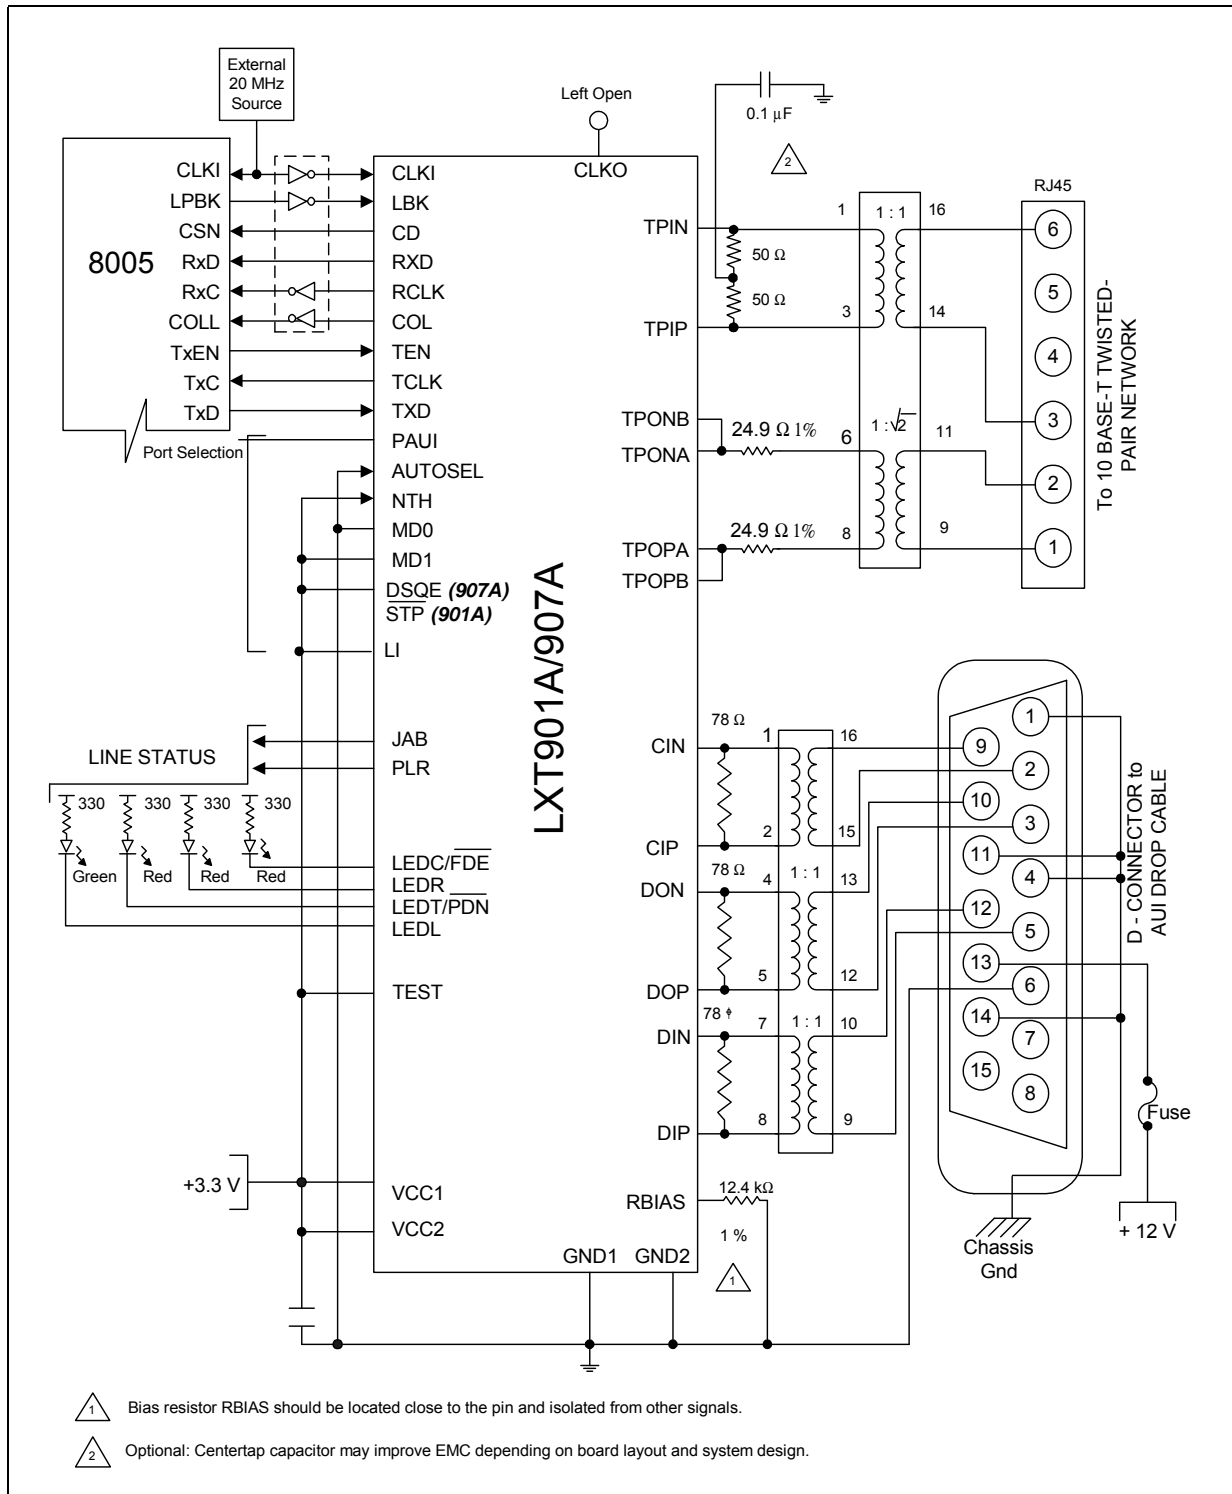 External
20 MHz
Source
Left Open
0.1 µF
2
8005
CLKI
LPBK
CSN
RxD
RxC
COLL
TxEN
TxC
TxD
Port Selection
CLKI
LBK
CD
RXD
RCLK
COL
TEN
TCLK
TXD
PAUI
AUTOSEL
NTH
MD0
MD1
DSQE (907A)
STP (901A)
LI
JAB
PLR
LEDC/FDE
LEDR
LEDT/PDN
LEDL
TEST
VCC1
VCC2
LINE STATUS
330
330
330
330
Green
Red
Red
Red
+3.3 V
LXT901A/907A
CLKO
TPIN
TPIP
TPONB
TPONA
TPOPA
TPOPB
CIN
CIP
DON
DOP
DIN
DIP
RBIAS
GND1
GND2
50 Ω
50 Ω
1
1 : 1
16
3
14
24.9 Ω 1%
6
1:√2
11
24.9 Ω 1%
8
9
RJ45
6
5
4
3
2
1
To 10 BASE-T TWISTED-
PAIR NETWORK
78 Ω
1
16
2
15
78 Ω
4
1 : 1
13
5
12
78 ϕ
7
1 : 1
10
8
9
12.4 kΩ
1 %
1
1
9
2
10
3
11
4
12
5
13
6
14
7
15
8
D - CONNECTOR to
AUI DROP CABLE
Fuse
+ 12 V
Chassis
Gnd
1 Bias resistor RBIAS should be located close to the pin and isolated from other signals.
2 Optional: Centertap capacitor may improve EMC depending on board layout and system design.